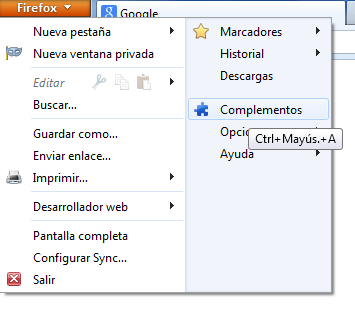 Firefox
Google
Nueva pestaña
Nueva ventana privada
Editar
Buscar...
Guardar como...
Enviar enlace...
Imprimir...
Desarrollador web
Pantalla completa
Configurar Sync...
Salir
Marcadores
Historial
Descargas
Complementos
Opcio
Ctrl+Mayús.+A
Ayuda